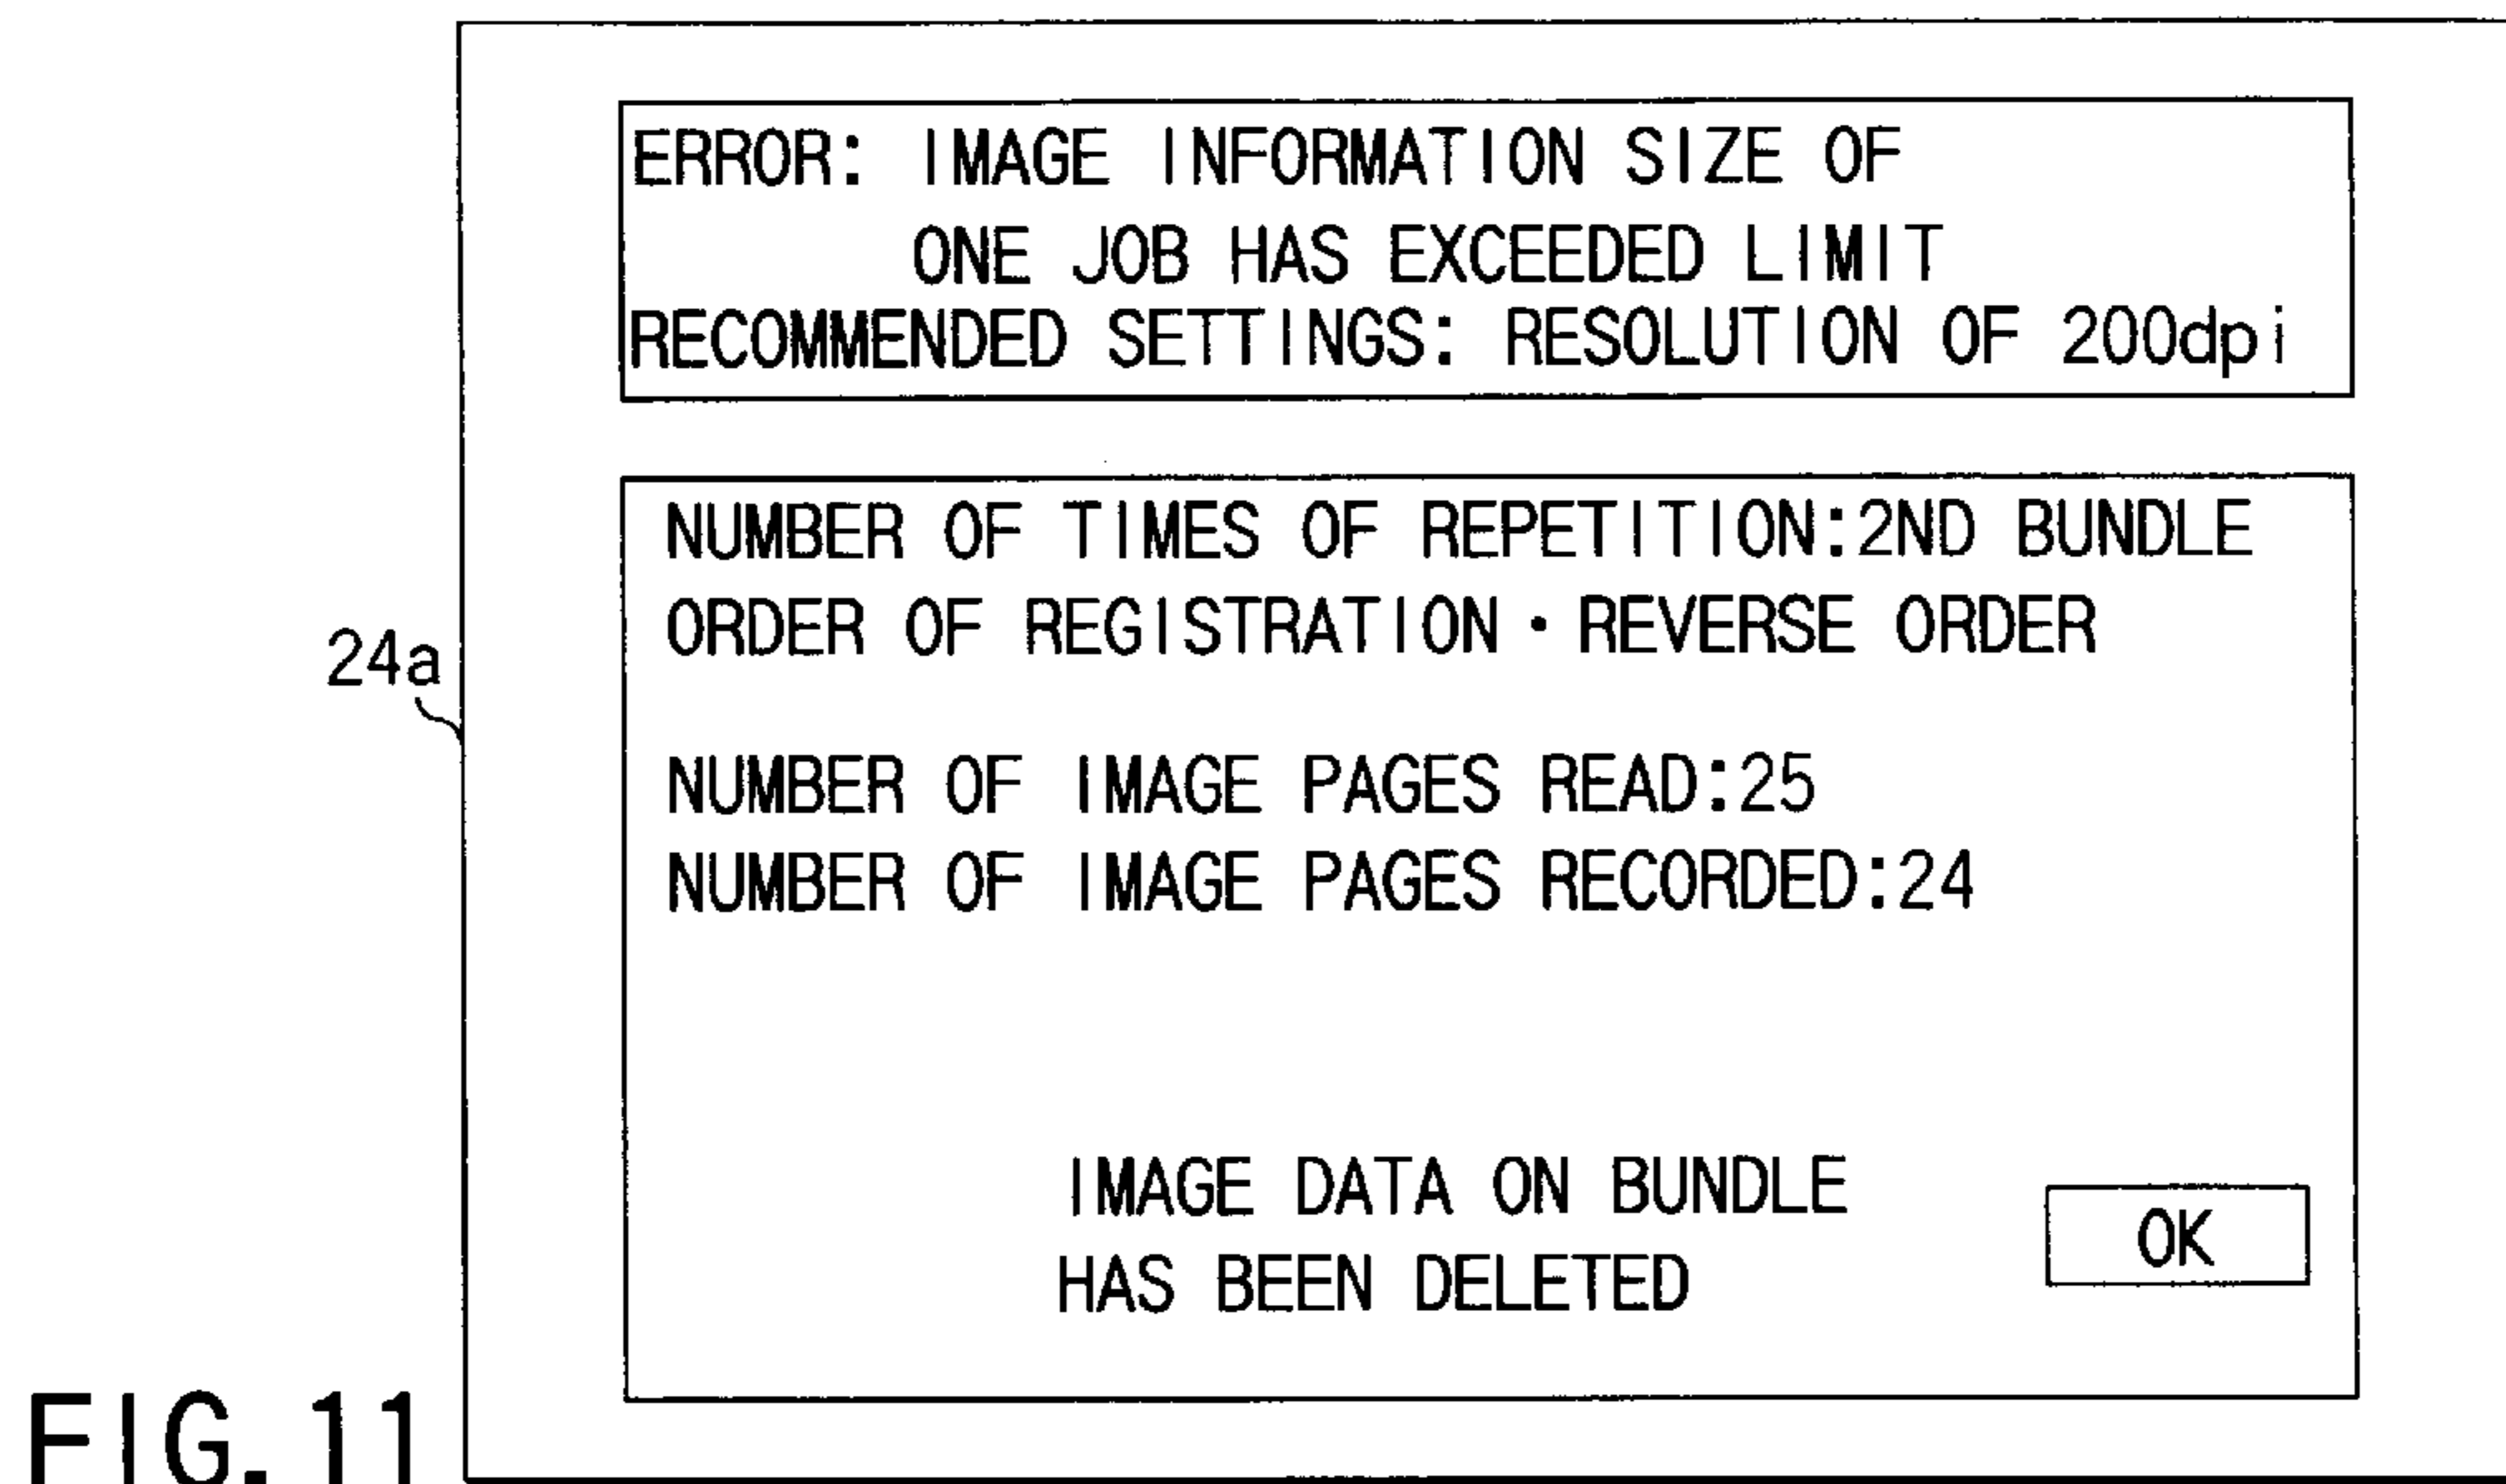 ERROR: IMAGE INFORMATION SIZE OF
ONE JOB HAS EXCEEDED LIMIT
RECOMMENDED SETTINGS: RESOLUTION OF 200dpi
NUMBER OF TIMES OF REPETITION:2ND BUNDLE
ORDER OF REGISTRATION・REVERSE ORDER
24a
NUMBER OF IMAGE PAGES READ:25
NUMBER OF IMAGE PAGES RECORDED:24
IMAGE DATA ON BUNDLE
HAS BEEN DELETED
OK
FIG. 11